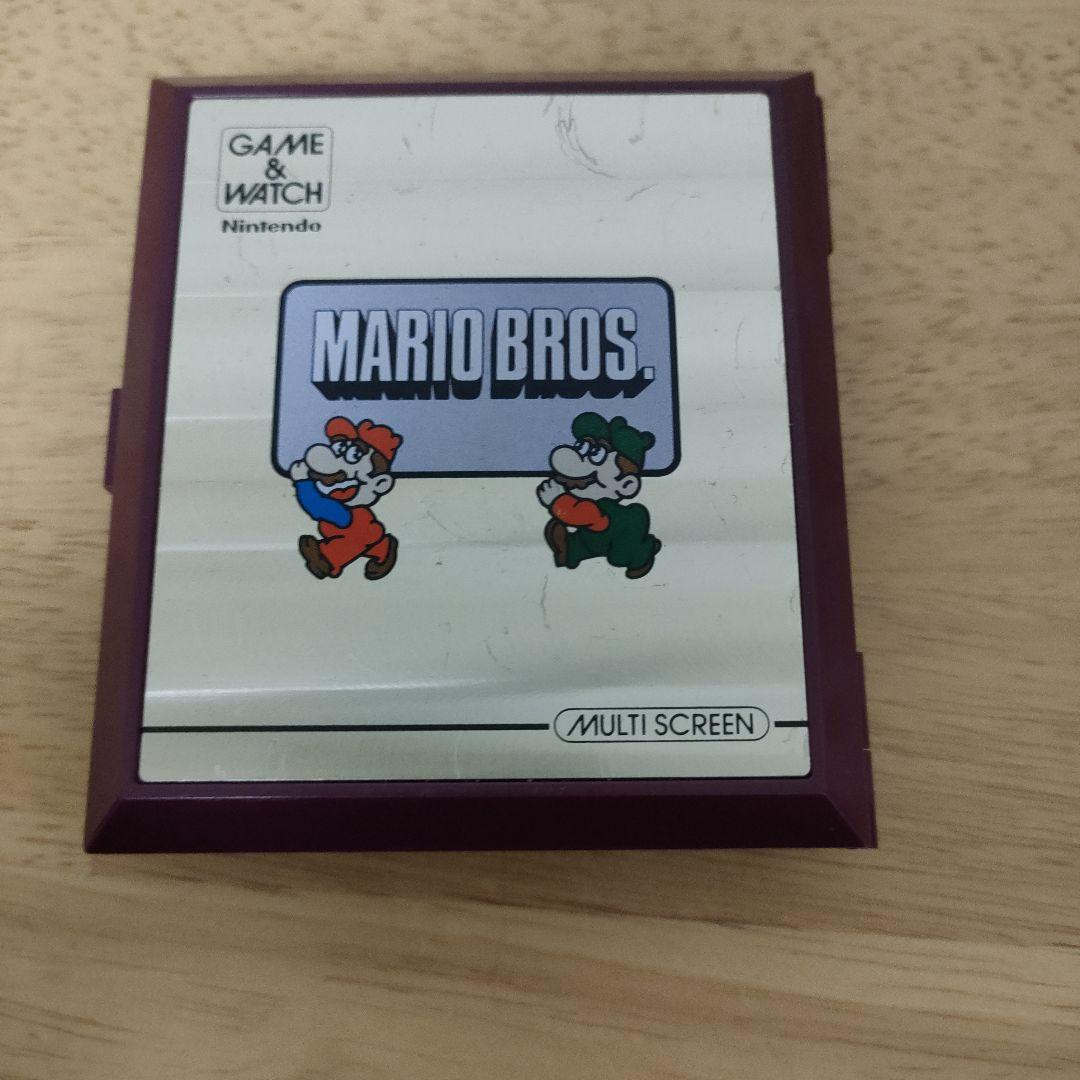 GAME
&
WATCH
Nintendo
MARIO BROS.
MULTI SCREEN